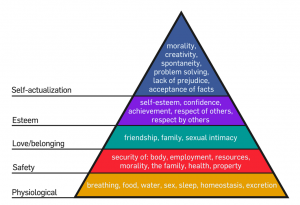 morality,
creativity,
spontaneity,
problem solving,
lack of prejudice,
acceptance of facts
Self-actualization
self-esteem, confidence,
achievement, respect of others,
respect by others
Esteem
friendship, family, sexual intimacy
Love/belonging
security of: body, employment, resources,
morality, the family, health, property
Safety
breathing, food, water, sex, sleep, homeostasis, excretion
Physiological